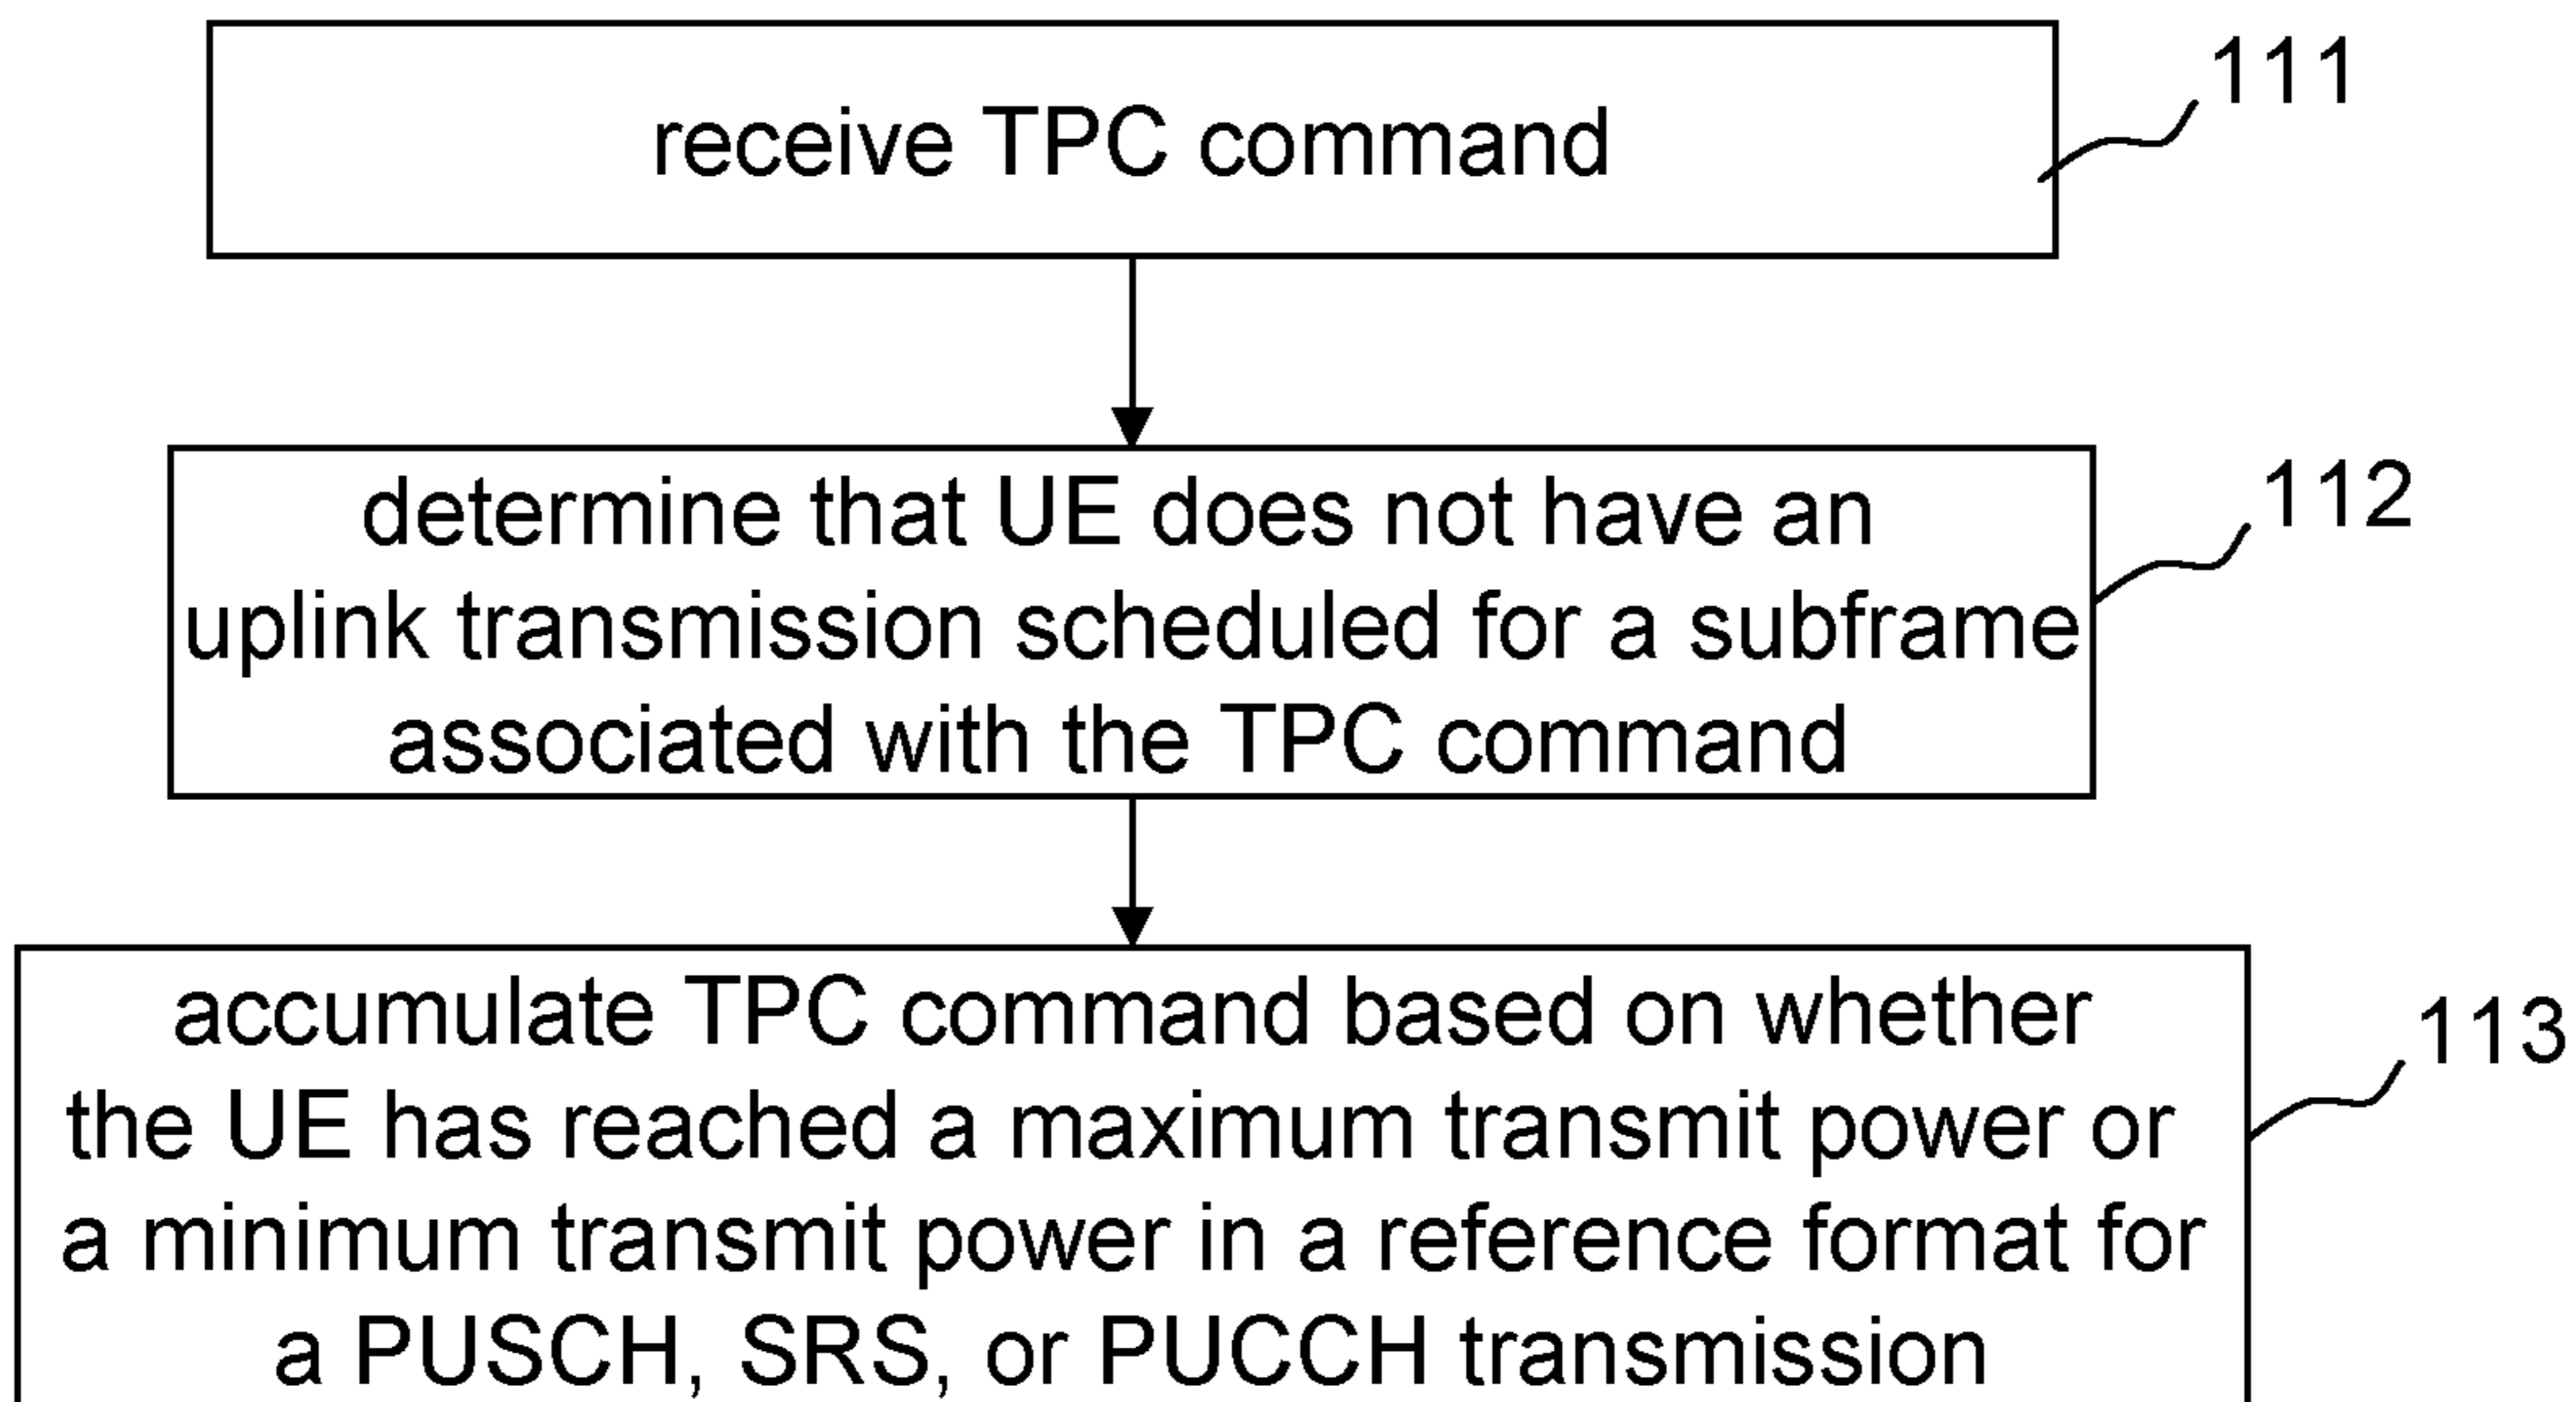 receive TPC command
111
determine that UE does not have an
uplink transmission scheduled for a subframe
associated with the TPC command
112
accumulate TPC command based on whether
the UE has reached a maximum transmit power or
a minimum transmit power in a reference format for
a PUSCH, SRS, or PUCCH transmission
113